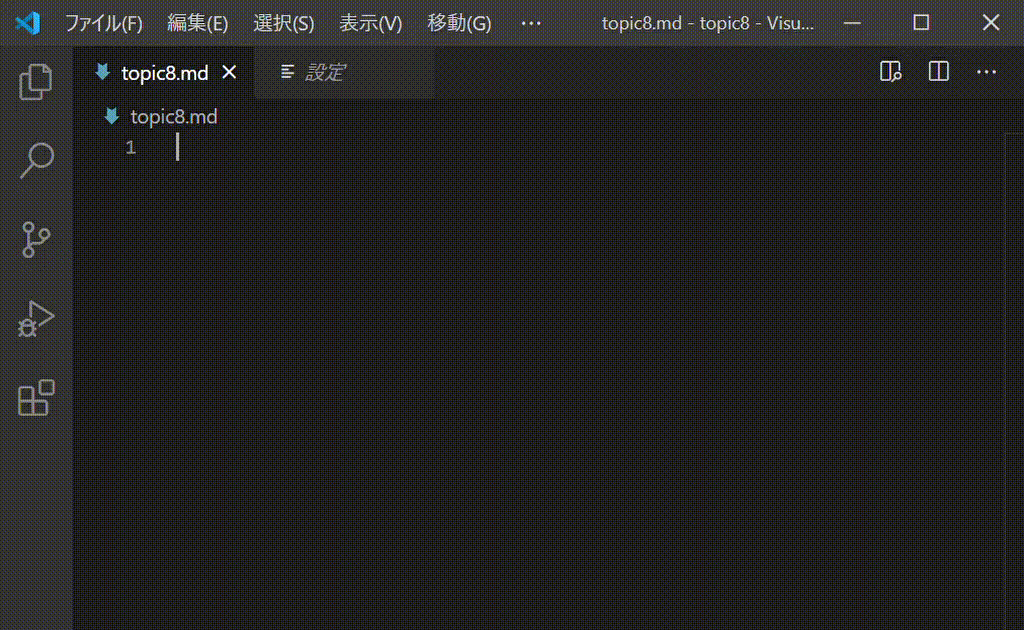 ファイル(F) 編集(E) 選択(S) 表示(V) 移動(G) ··· topic8.md - topic8 - Visu...
topic8.md 設定 ···
topic8.md
1